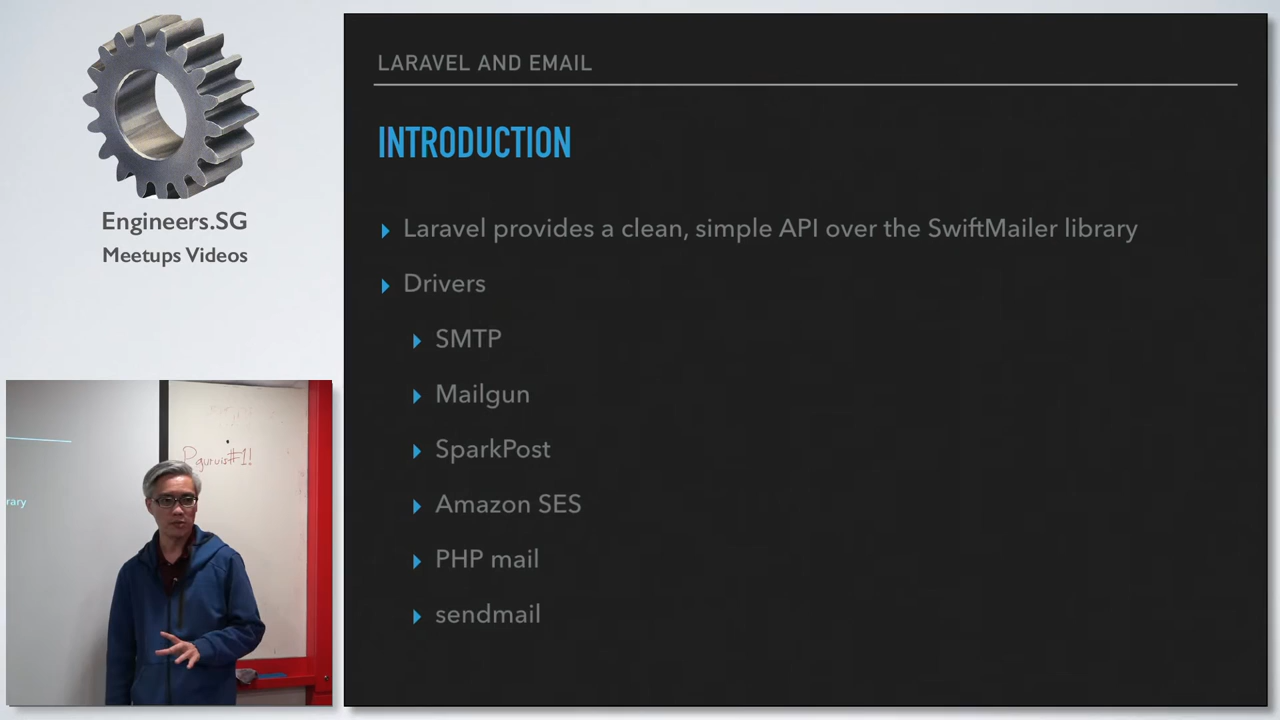 Engineers.SG
Meetups Videos
LARAVEL AND EMAIL
INTRODUCTION
Laravel provides a clean, simple API over the SwiftMailer library
Drivers
SMTP
Mailgun
SparkPost
Amazon SES
PHP mail
sendmail
rary